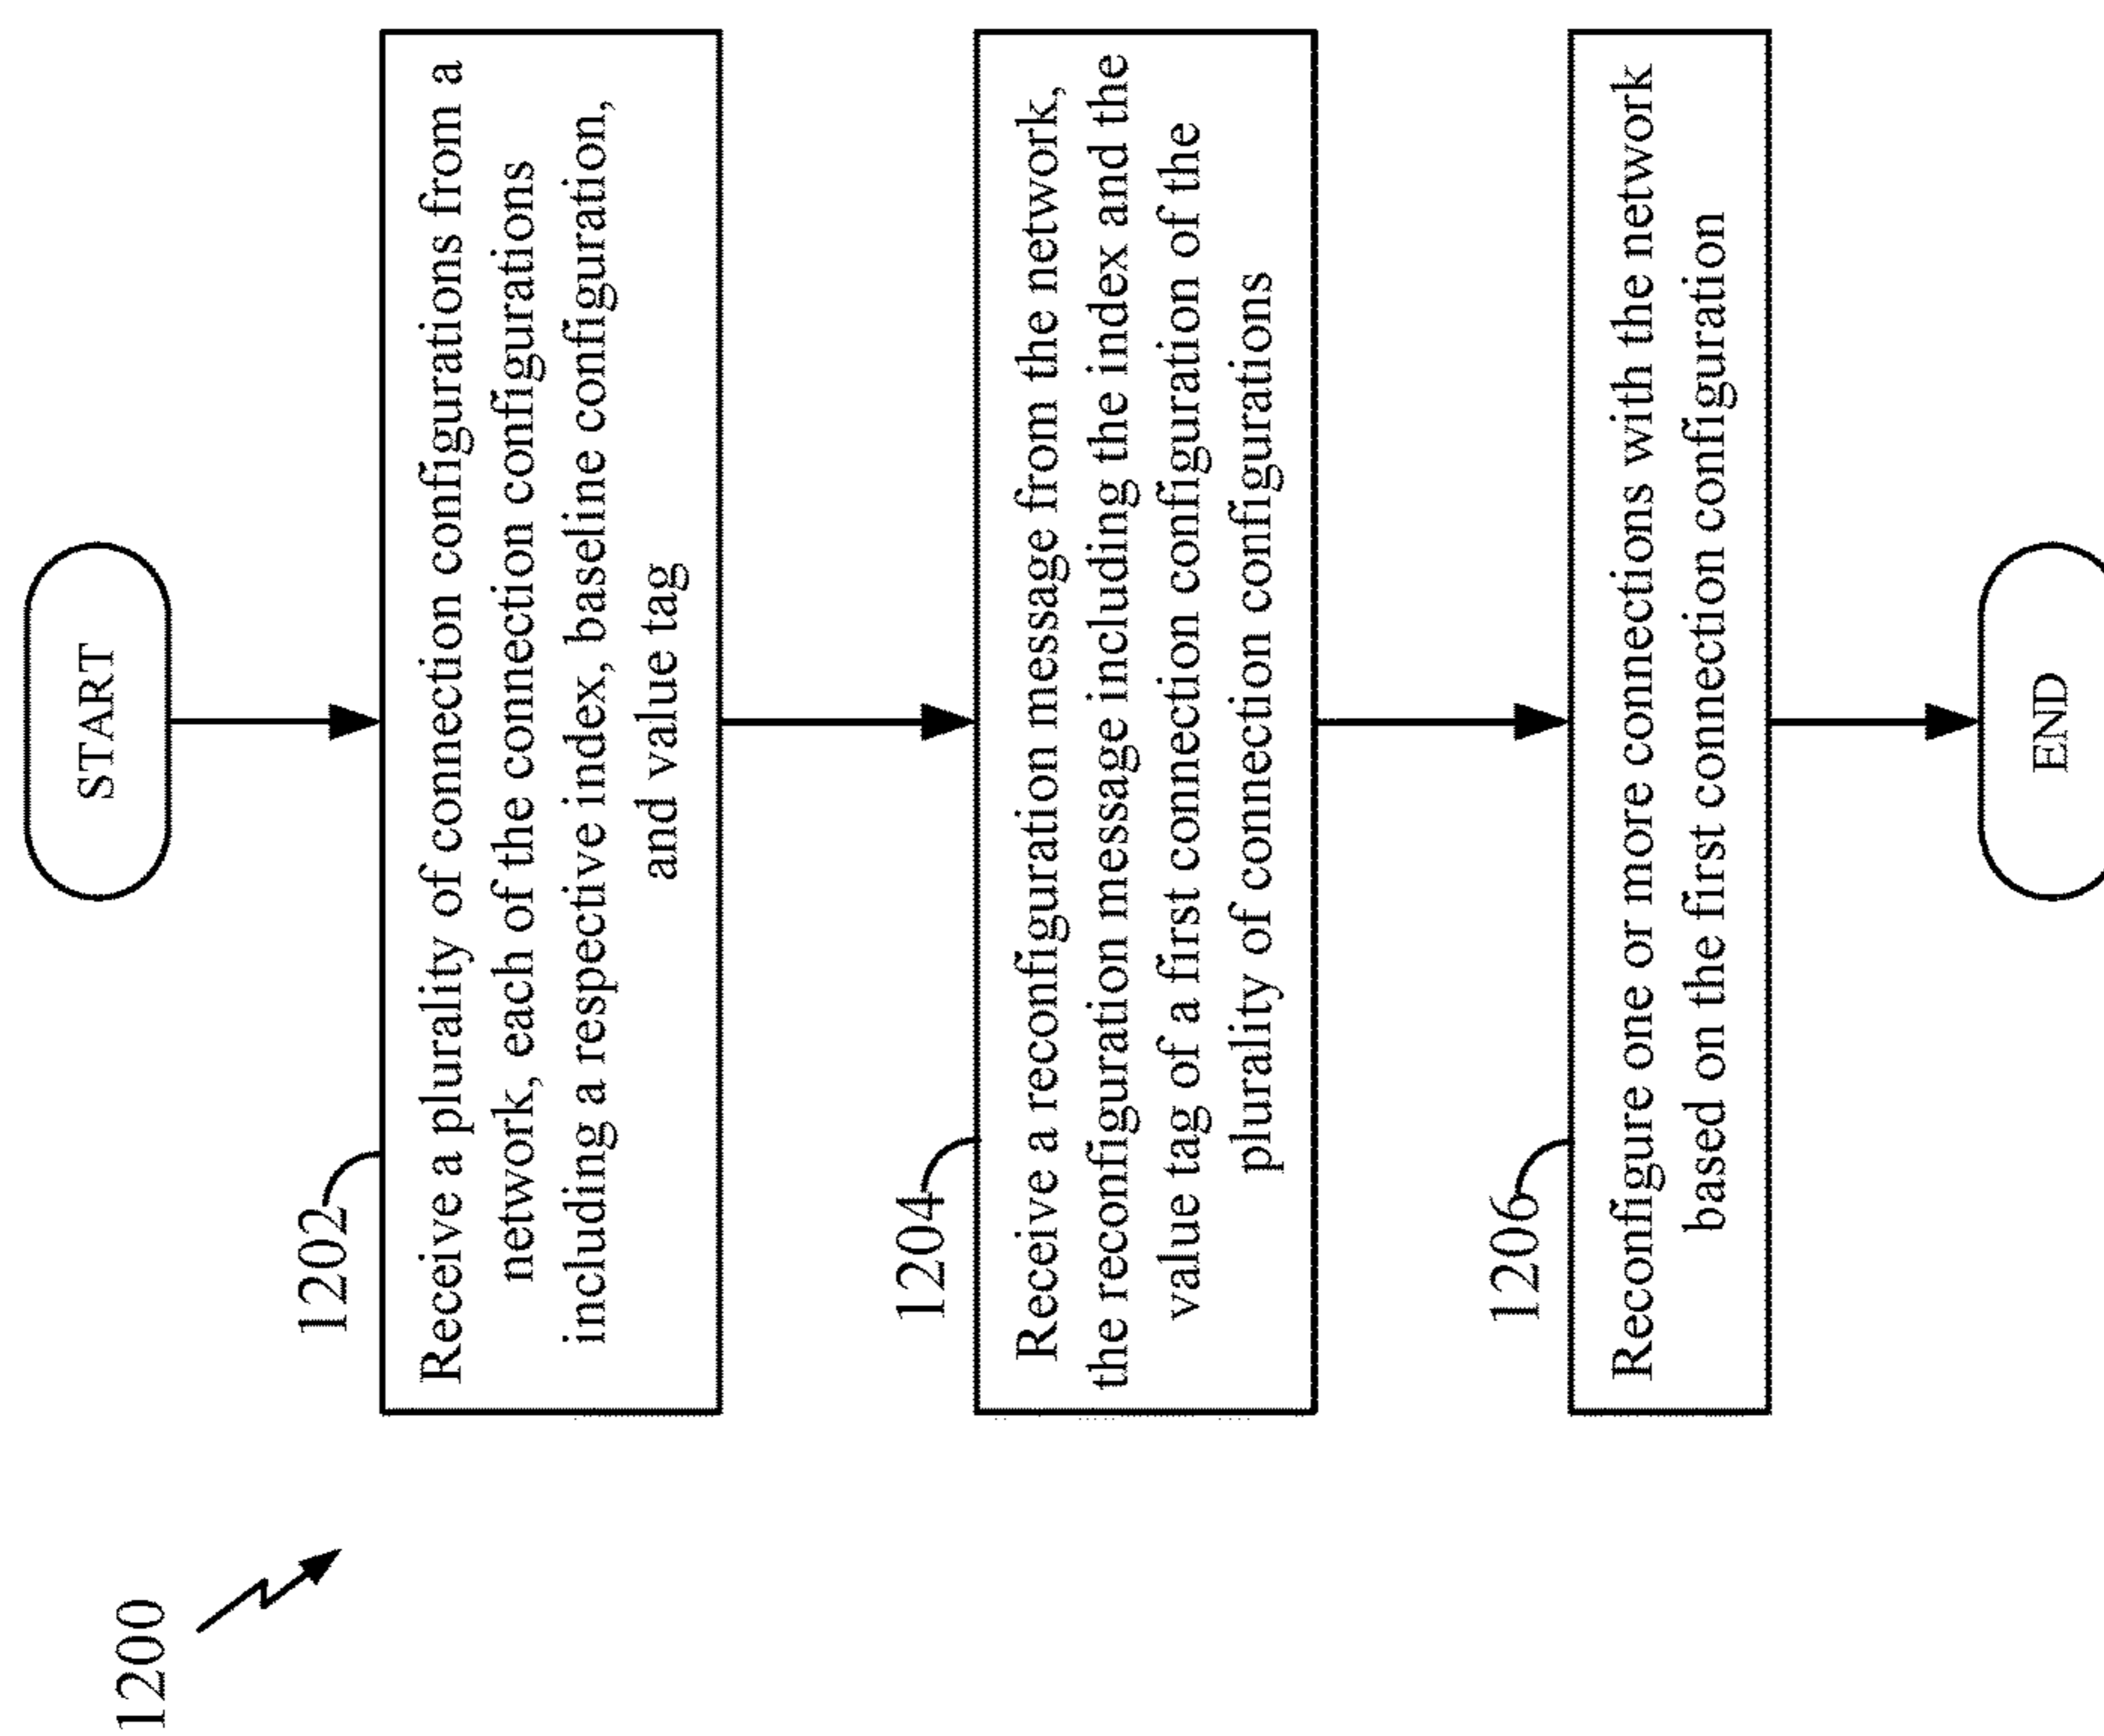 1200
START
1202
Receive a plurality of connection configurations from a
network, each of the connection configurations
including a respective index, baseline configuration,
and value tag
1204
Receive a reconfiguration message from the network,
the reconfiguration message including the index and the
value tag of a first connection configuration of the
plurality of connection configurations
1206
Reconfigure one or more connections with the network
based on the first connection configuration
END